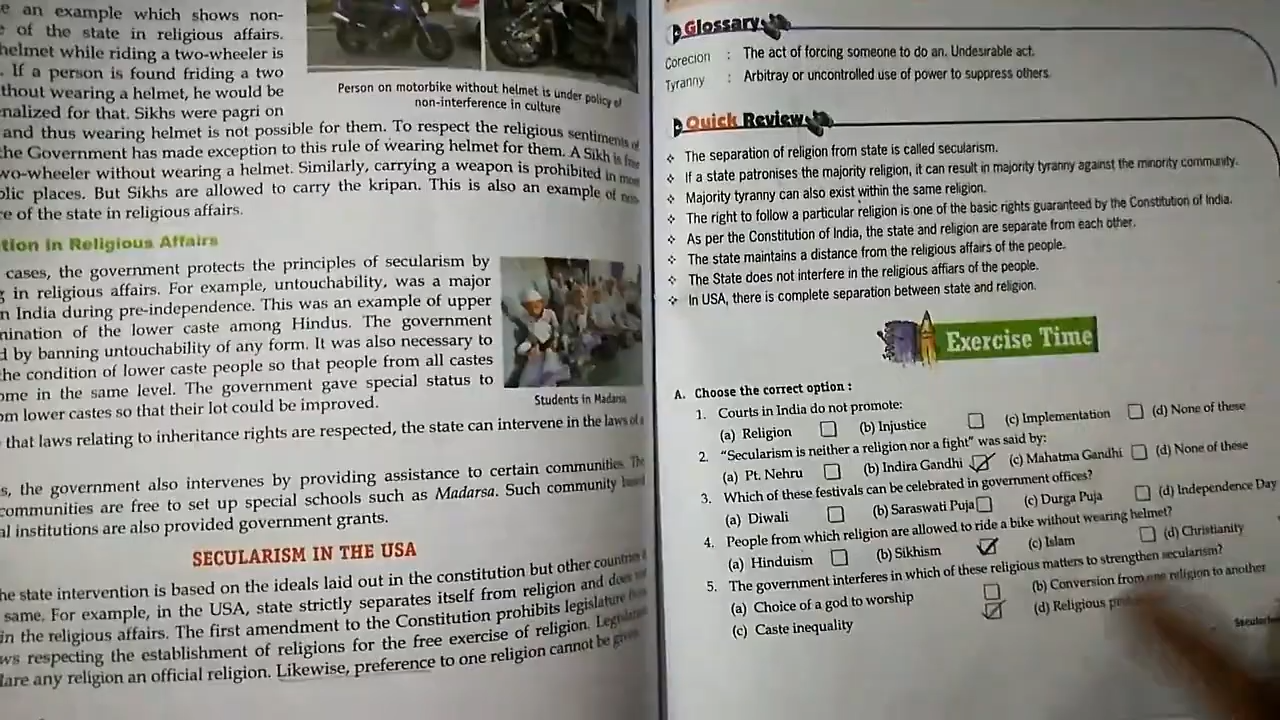 e an example which shows non-
e of the state in religious affairs.
helmet while riding a two-wheeler is
. If a person is found friding a two
thout wearing a helmet, he would be
nalized for that. Sikhs were pagri on
and thus wearing helmet is not possible for them. To respect the religious sentiments of
the Government has made exception to this rule of wearing helmet for them. A Sikh is free
wo-wheeler without wearing a helmet. Similarly, carrying a weapon is prohibited in most
blic places. But Sikhs are allowed to carry the kripan. This is also an example of non-
e of the state in religious affairs.
Person on motorbike without helmet is under policy of
non-interference in culture
tion in Religious Affairs
cases, the government protects the principles of secularism by
g in religious affairs. For example, untouchability, was a major
n India during pre-independence. This was an example of upper
mination of the lower caste among Hindus. The government
d by banning untouchability of any form. It was also necessary to
he condition of lower caste people so that people from all castes
ome in the same level. The government gave special status to
om lower castes so that their lot could be improved.
Students in Madarsa
that laws relating to inheritance rights are respected, the state can intervene in the laws of a
s, the government also intervenes by providing assistance to certain communities. The
communities are free to set up special schools such as Madarsa. Such community based
al institutions are also provided government grants.
SECULARISM IN THE USA
he state intervention is based on the ideals laid out in the constitution but other countries
same. For example, in the USA, state strictly separates itself from religion and does not
in the religious affairs. The first amendment to the Constitution prohibits legislature from
ws respecting the establishment of religions for the free exercise of religion.
lare any religion an official religion. Likewise, preference to one religion cannot be given
Glossary
Corecion : The act of forcing someone to do an. Undesirable act.
Tyranny : Arbitray or uncontrolled use of power to suppress others.
Quick Review
❖ The separation of religion from state is called secularism.
❖ If a state patronises the majority religion, it can result in majority tyranny against the minority community.
❖ Majority tyranny can also exist within the same religion.
❖ The right to follow a particular religion is one of the basic rights guaranteed by the Constitution of India.
❖ As per the Constitution of India, the state and religion are separate from each other.
❖ The state maintains a distance from the religious affairs of the people.
❖ The State does not interfere in the religious affiars of the people.
❖ In USA, there is complete separation between state and religion.
Exercise Time
A. Choose the correct option :
1. Courts in India do not promote:
(a) Religion (b) Injustice (c) Implementation (d) None of these
2. "Secularism is neither a religion nor a fight" was said by:
(a) Pt. Nehru (b) Indira Gandhi ✓ (c) Mahatma Gandhi (d) None of these
3. Which of these festivals can be celebrated in government offices?
(a) Diwali (b) Saraswati Puja (c) Durga Puja (d) Independence Day
4. People from which religion are allowed to ride a bike without wearing helmet?
(a) Hinduism (b) Sikhism ✓ (c) Islam (d) Christianity
5. The government interferes in which of these religious matters to strengthen secularism?
(a) Choice of a god to worship (b) Conversion from one religion to another
(c) Caste inequality ✓ (d) Religious